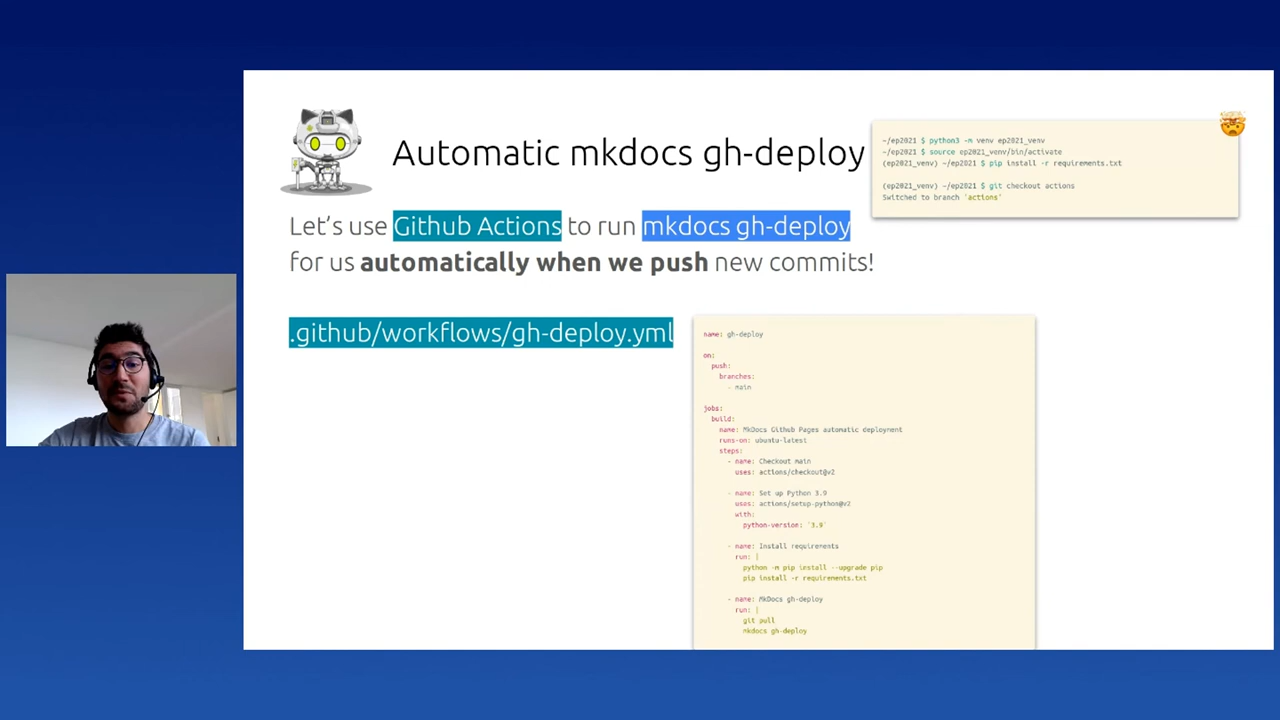 Automatic mkdocs gh-deploy
~/ep2021 $ python3 -m venv ep2021_venv
~/ep2021 $ source ep2021_venv/bin/activate
(ep2021_venv) ~/ep2021 $ pip install -r requirements.txt
(ep2021_venv) ~/ep2021 $ git checkout actions
Switched to branch 'actions'
Let's use Github Actions to run mkdocs gh-deploy
for us automatically when we push new commits!
.github/workflows/gh-deploy.yml
name: gh-deploy
on:
push:
branches:
- main
jobs:
build:
name: MkDocs Github Pages automatic deployment
runs-on: ubuntu-latest
steps:
- name: Checkout main
uses: actions/checkout@v2
- name: Set up Python 3.9
uses: actions/setup-python@v2
with:
python-version: '3.9'
- name: Install requirements
run: |
python -m pip install --upgrade pip
pip install -r requirements.txt
- name: MkDocs gh-deploy
run: |
git pull
mkdocs gh-deploy